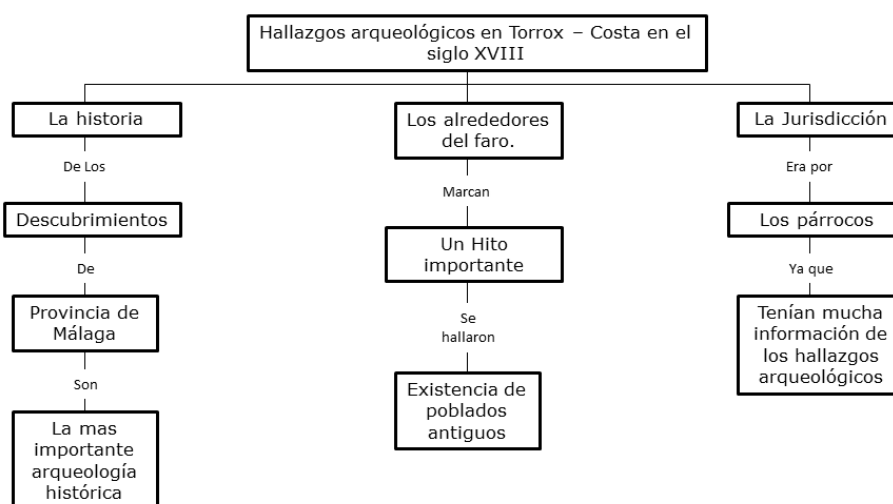 Hallazgos arqueológicos en Torrox – Costa en el
siglo XVIII
La historia
De Los
Descubrimientos
De
Provincia de
Málaga
Son
La mas
importante
arqueología
histórica
Los alrededores
del faro.
Marcan
Un Hito
importante
Se
hallaron
Existencia de
poblados
antiguos
La Jurisdicción
Era por
Los párrocos
Ya que
Tenían mucha
información de
los hallazgos
arqueológicos